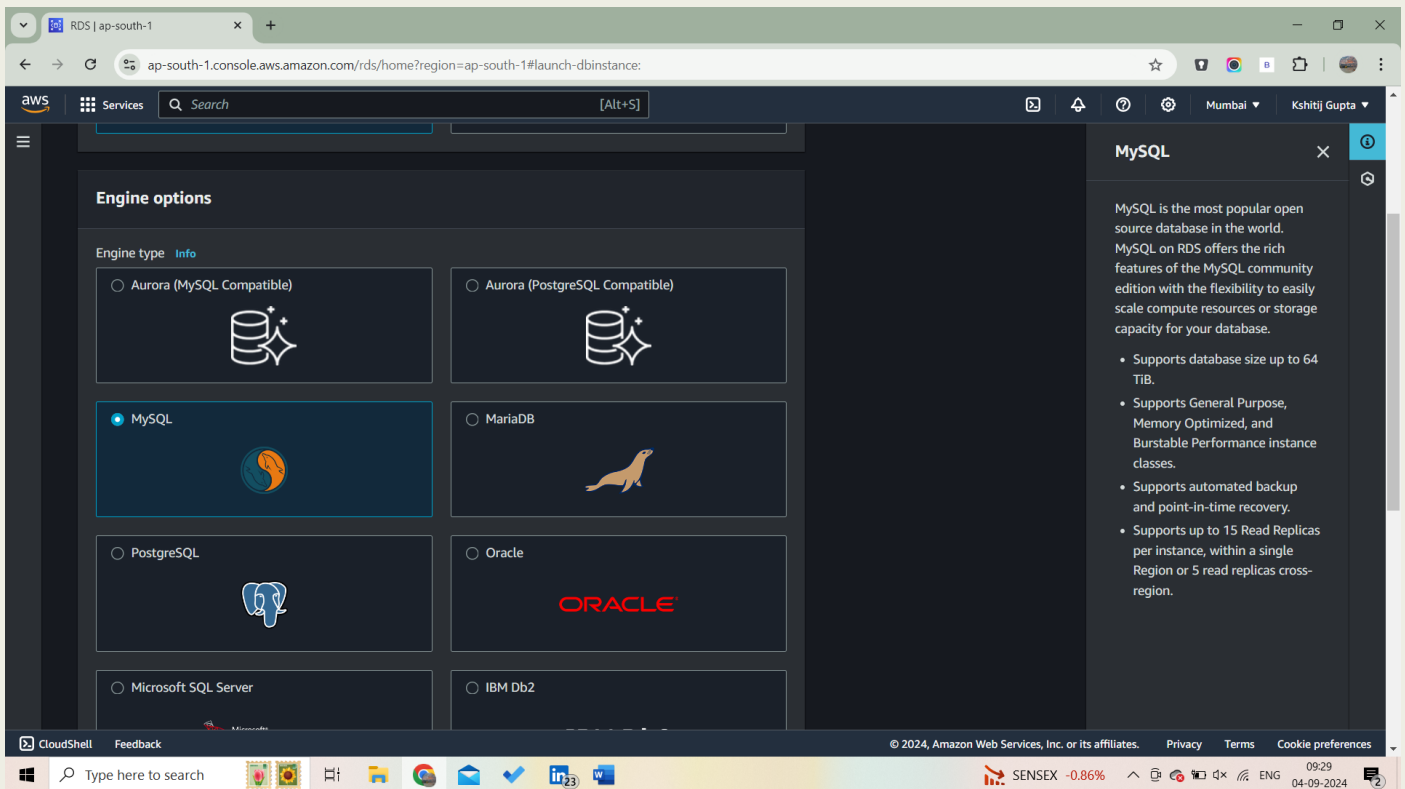 RDS | ap-south-1
ap-south-1.console.aws.amazon.com/rds/home?region=ap-south-1#launch-dbinstance:
B
aws
Services
Search
[Alt+S]
Mumbai ▼
Kshitij Gupta ▼
Engine options
Engine type Info
Aurora (MySQL Compatible)
Aurora (PostgreSQL Compatible)
MySQL
MariaDB
PostgreSQL
Oracle
ORACLE
Microsoft SQL Server
IBM Db2
MySQL
MySQL is the most popular open
source database in the world.
MySQL on RDS offers the rich
features of the MySQL community
edition with the flexibility to easily
scale compute resources or storage
capacity for your database.
• Supports database size up to 64
TiB.
• Supports General Purpose,
Memory Optimized, and
Burstable Performance instance
classes.
• Supports automated backup
and point-in-time recovery.
• Supports up to 15 Read Replicas
per instance, within a single
Region or 5 read replicas cross-
region.
CloudShell
Feedback
© 2024, Amazon Web Services, Inc. or its affiliates.
Privacy
Terms
Cookie preferences
Type here to search
in 23
W
SENSEX -0.86%
ENG
09:29
04-09-2024
2